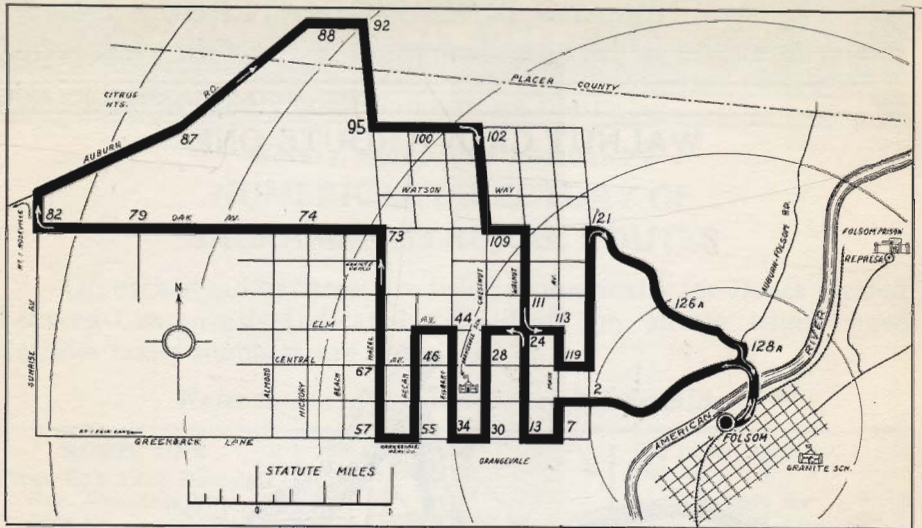 88
92
PLACER COUNTY
CITRUS
HTS.
RD.
87
AUBURN
95
100
102
WATSON WAY
82
79
OAK AV.
74
73
109
21
AUBURN-FOLSOM RD.
FOLSOM PRISON
REPRESA
N
SUNRISE AV
ELM AV.
44
CHESTNUT
WALNUT
AV.
111
113
126A
24
HAZEL
CENTRAL AV.
46
28
119
128A
RIVER
67
ALMOND
HICKORY
BEACH
PECAN
FILBERT
MAIN
2
57
55
34
30
13
7
AMERICAN
FOLSOM
GREENBACK LANE
ORANGEVALE
GRANITE SCH.
STATUTE MILES
0
1